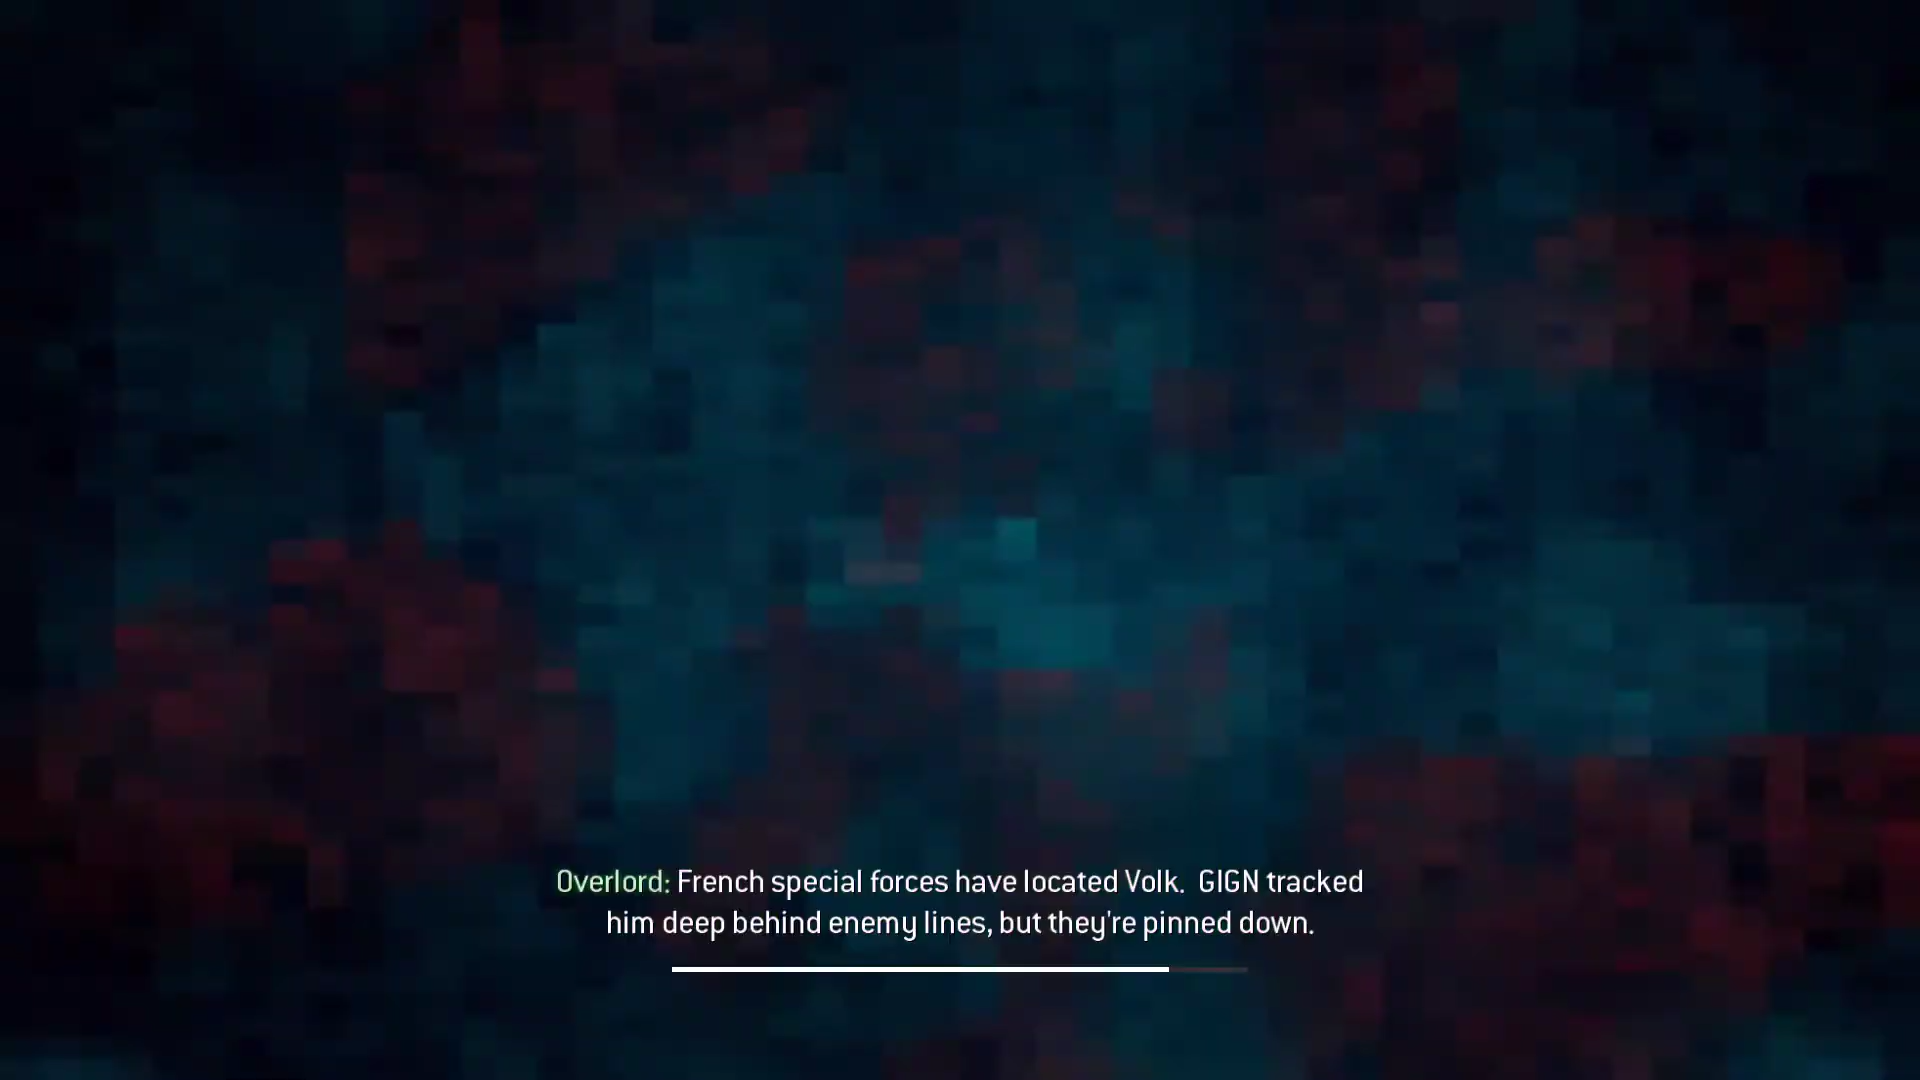 Overlord: French special forces have located Volk.  GIGN tracked
him deep behind enemy lines, but they're pinned down.